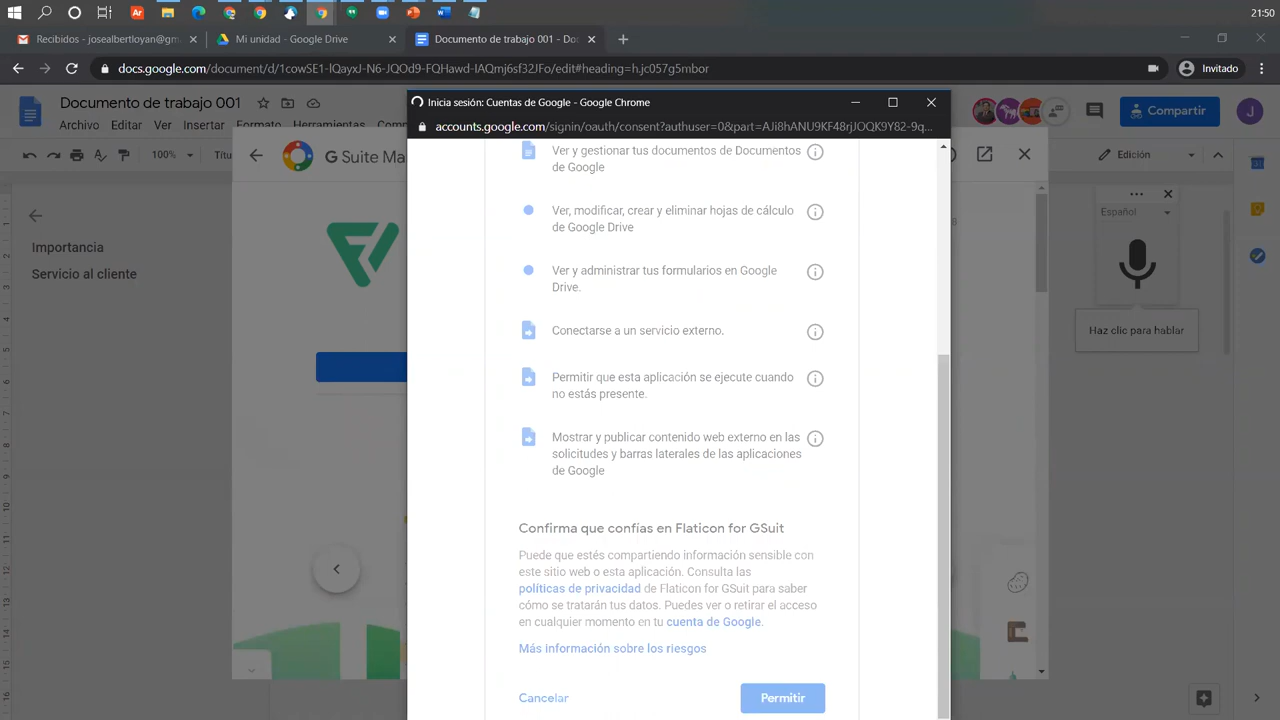 21:50
Recibidos - josealbertloyan@gm
Mi unidad - Google Drive
Documento de trabajo 001 - Do
docs.google.com/document/d/1cowSE1-IQayxJ-N6-JQOd9-FQHawd-IAQmj6sf32JFo/edit#heading=h.jc057g5mbor
Invitado
Documento de trabajo 001
Archivo Editar Ver Insertar Formato Herramientas Comp
Compartir
J
100%
Títu
Edición
Inicia sesión: Cuentas de Google - Google Chrome
accounts.google.com/signin/oauth/consent?authuser=0&part=AJi8hANU9KF48rjJOQK9Y82-9q...
G Suite Ma
Importancia
Servicio al cliente
Español
Haz clic para hablar
Ver y gestionar tus documentos de Documentos
de Google
Ver, modificar, crear y eliminar hojas de cálculo
de Google Drive
Ver y administrar tus formularios en Google
Drive.
Conectarse a un servicio externo.
Permitir que esta aplicación se ejecute cuando
no estás presente.
Mostrar y publicar contenido web externo en las
solicitudes y barras laterales de las aplicaciones
de Google
Confirma que confías en Flaticon for GSuit
Puede que estés compartiendo información sensible con
este sitio web o esta aplicación. Consulta las
políticas de privacidad de Flaticon for GSuit para saber
cómo se tratarán tus datos. Puedes ver o retirar el acceso
en cualquier momento en tu cuenta de Google.
Más información sobre los riesgos
Cancelar
Permitir